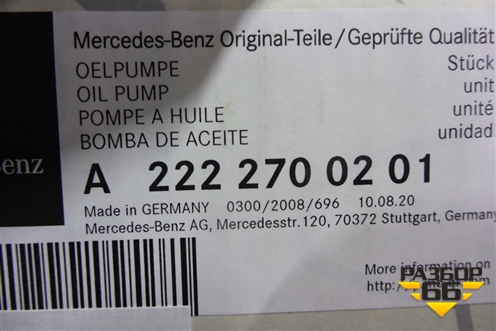 Mercedes-Benz Original-Teile/Geprüfte Qualität
OELPUMPE Stück
OIL PUMP unit
POMPE A HUILE unité
BOMBA DE ACEITE unidad
Benz
A 222 270 02 01
Made in GERMANY 0300/2008/696 10.08.20
Mercedes-Benz AG, Mercedesstr.120, 70372 Stuttgart, Germany
More information on
http:
РАЗБОР
66